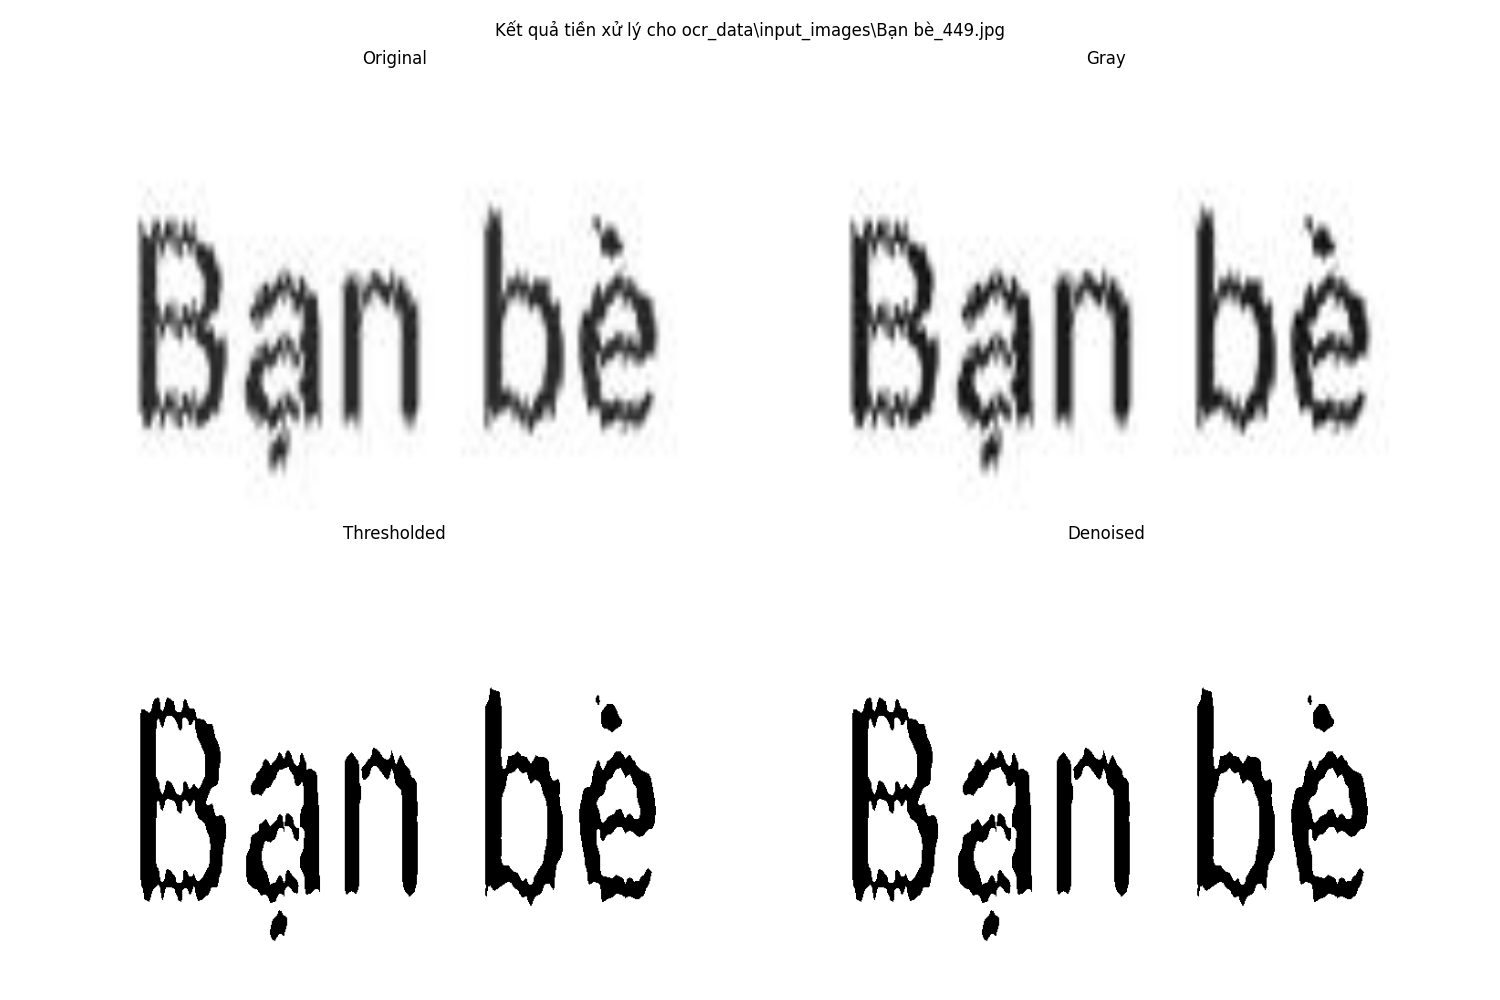 Kết quả tiền xử lý cho ocr_data\input_images\Bạn bè_449.jpg
Original
Gray
Bạn bè
Bạn bè
Thresholded
Denoised
Bạn bè
Bạn bè